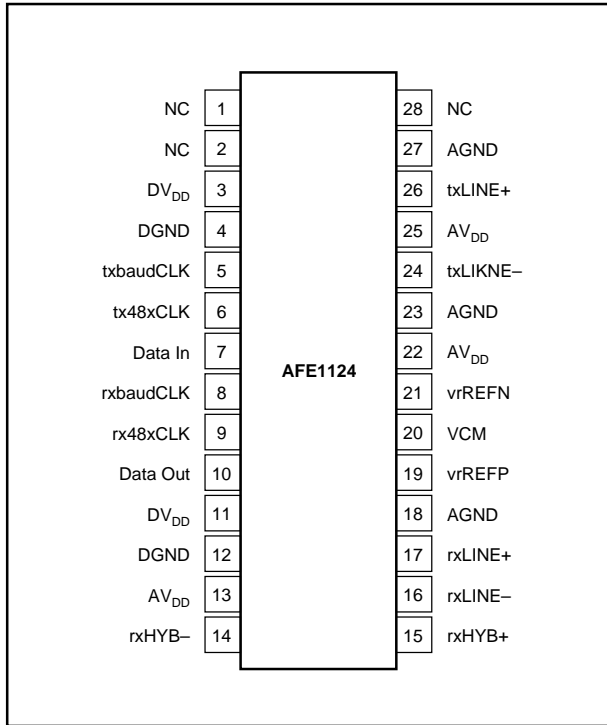 NC 1 28 NC
NC 2 27 AGND
DVDD 3 26 txLINE+
DGND 4 25 AVDD
txbaudCLK 5 24 txLIKNE–
tx48xCLK 6 23 AGND
Data In 7 22 AVDD
AFE1124
rxbaudCLK 8 21 vrREFN
rx48xCLK 9 20 VCM
Data Out 10 19 vrREFP
DVDD 11 18 AGND
DGND 12 17 rxLINE+
AVDD 13 16 rxLINE–
rxHYB– 14 15 rxHYB+